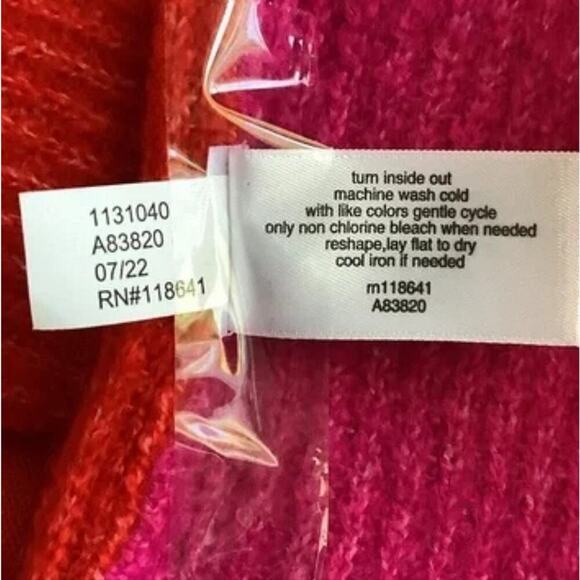 1131040
A83820
07/22
RN#118641
turn inside out
machine wash cold
with like colors gentle cycle
only non chlorine bleach when needed
reshape,lay flat to dry
cool iron if needed
rn118641
A83820